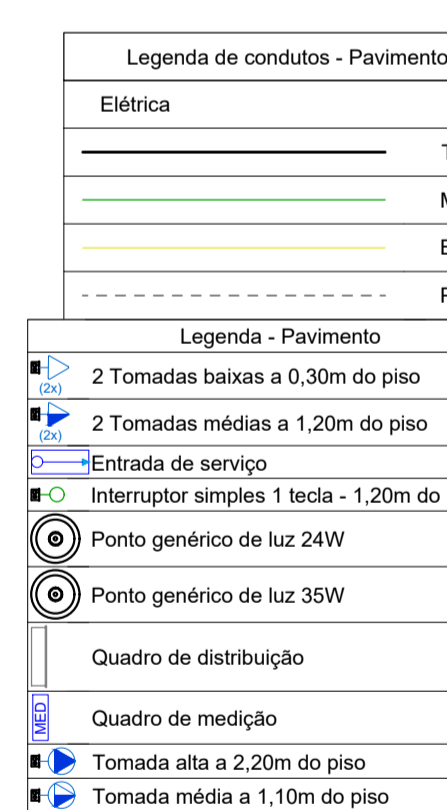 Legenda de condutos - Pavimento
Elétrica
Legenda - Pavimento
(2x) 2 Tomadas baixas a 0,30m do piso
(2x) 2 Tomadas médias a 1,20m do piso
Entrada de serviço
Interruptor simples 1 tecla - 1,20m do
Ponto genérico de luz 24W
Ponto genérico de luz 35W
Quadro de distribuição
MED Quadro de medição
Tomada alta a 2,20m do piso
Tomada média a 1,10m do piso